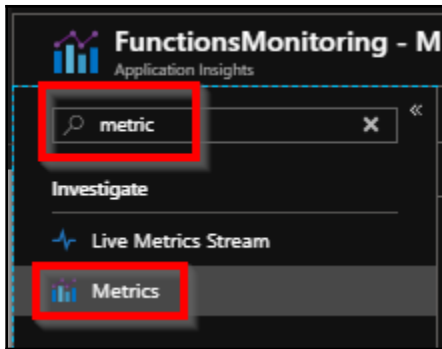 FunctionsMonitoring - M
Application Insights
metric
Investigate
Live Metrics Stream
Metrics